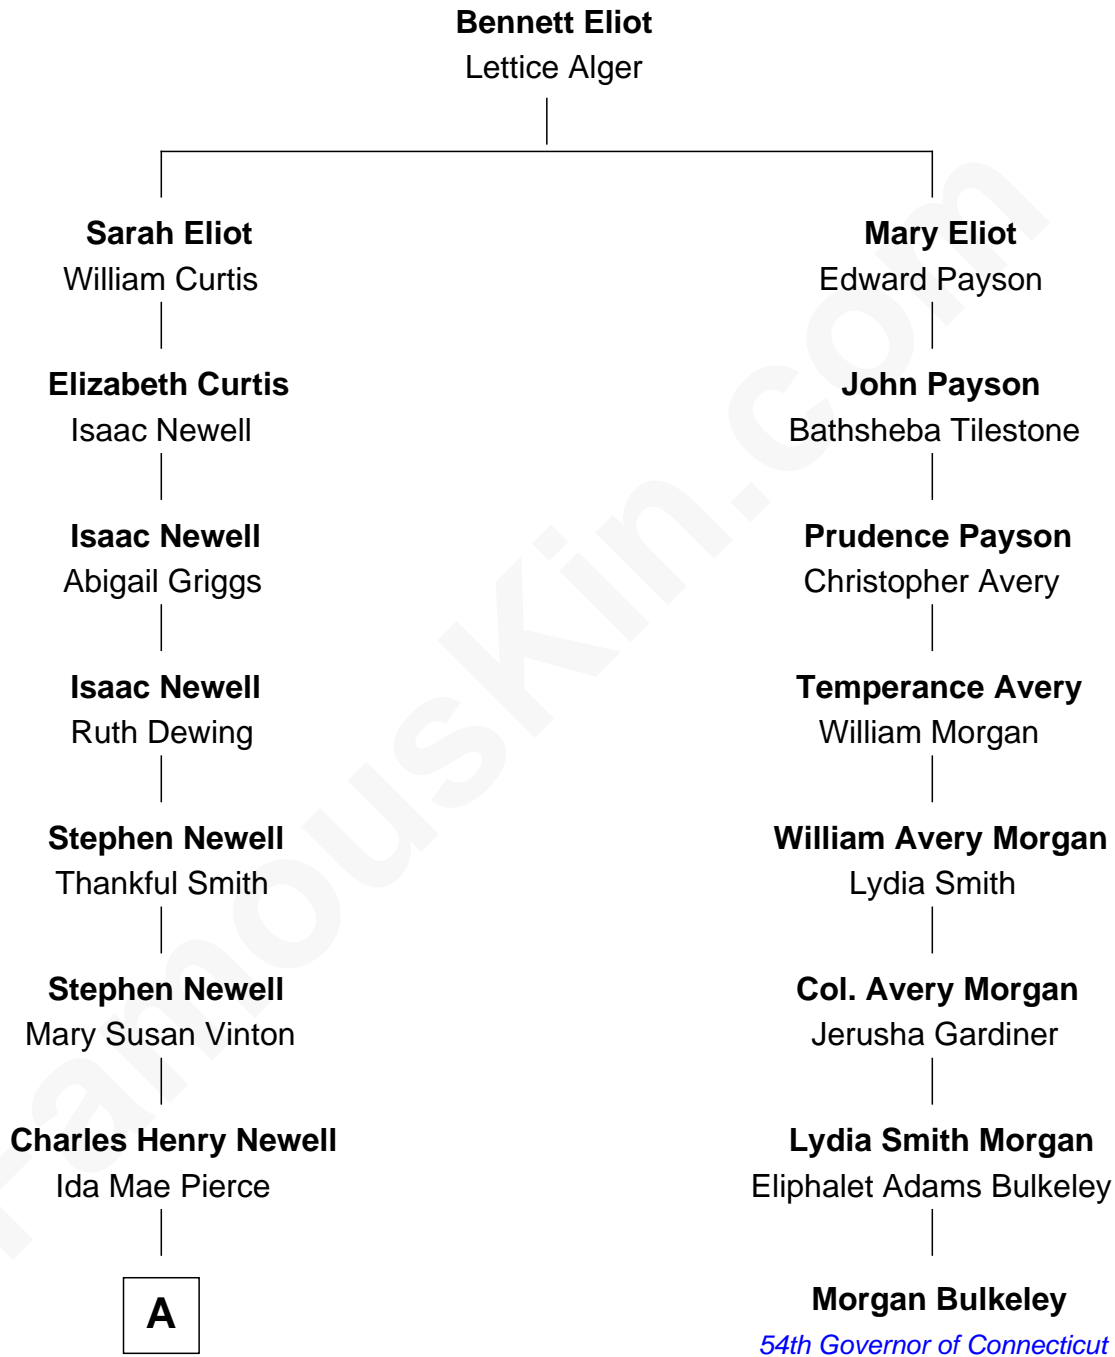 Bennett Eliot
Lettice Alger
Sarah Eliot
William Curtis
Mary Eliot
Edward Payson
Elizabeth Curtis
Isaac Newell
John Payson
Bathsheba Tilestone
Isaac Newell
Abigail Griggs
Prudence Payson
Christopher Avery
Isaac Newell
Ruth Dewing
Temperance Avery
William Morgan
Stephen Newell
Thankful Smith
William Avery Morgan
Lydia Smith
Stephen Newell
Mary Susan Vinton
Col. Avery Morgan
Jerusha Gardiner
Charles Henry Newell
Ida Mae Pierce
Lydia Smith Morgan
Eliphalet Adams Bulkeley
A
Morgan Bulkeley
54th Governor of Connecticut
FamousKin.com